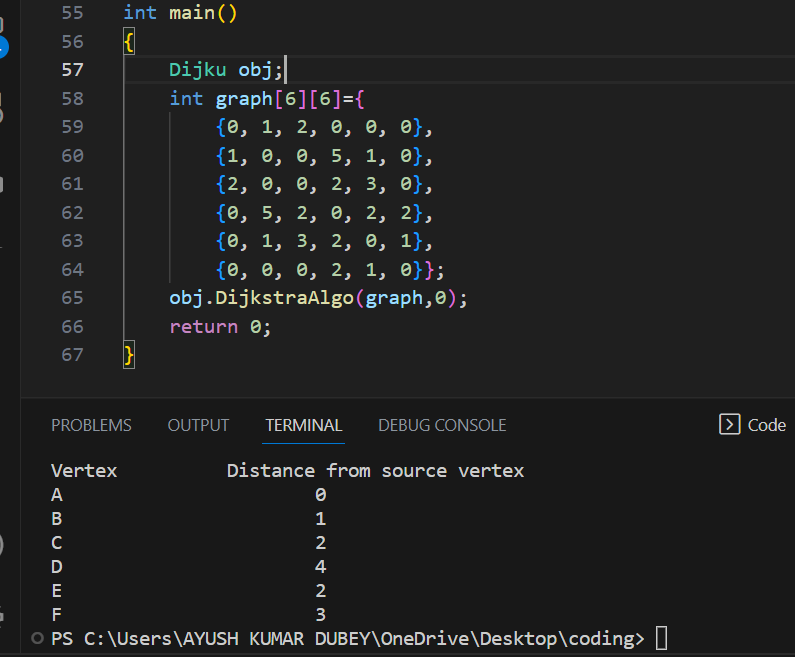 55 int main()
56 {
57 Dijku obj;
58 int graph[6][6]={
59 {0, 1, 2, 0, 0, 0},
60 {1, 0, 0, 5, 1, 0},
61 {2, 0, 0, 2, 3, 0},
62 {0, 5, 2, 0, 2, 2},
63 {0, 1, 3, 2, 0, 1},
64 {0, 0, 0, 2, 1, 0}};
65 obj.DijkstraAlgo(graph,0);
66 return 0;
67 }
PROBLEMS OUTPUT TERMINAL DEBUG CONSOLE Code
Vertex Distance from source vertex
A 0
B 1
C 2
D 4
E 2
F 3
PS C:\Users\AYUSH KUMAR DUBEY\OneDrive\Desktop\coding>